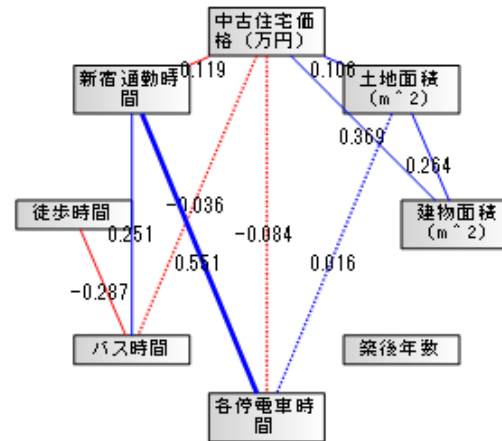 中古住宅価
格（万円）
新宿通勤時
間
-0.119
0.106
土地面積
(m^2)
0.369
0.264
徒歩時間
-0.036
0.251
-0.084
建物面積
(m^2)
0.551
0.016
-0.287
バス時間
築後年数
各停電車時
間